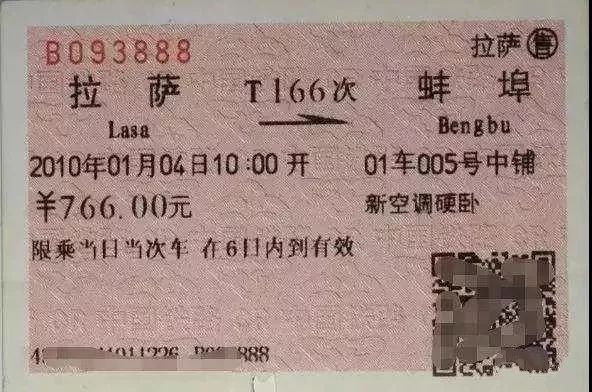 B093888
拉萨 售
拉萨 T166次 蚌埠
Lasa Bengbu
2010年01月04日10:00开 01车005号中铺
¥766.00元 新空调硬卧
限乘当日当次车 在6日内到有效